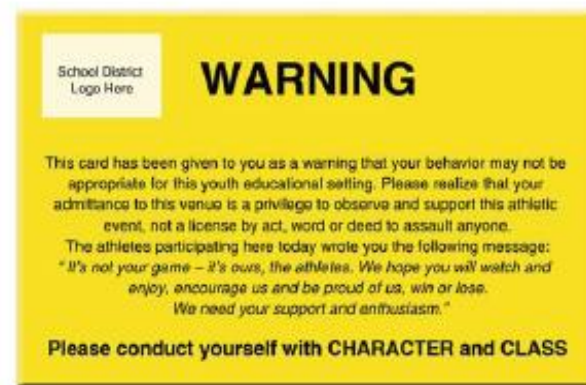 School District
Logo Here
WARNING
This card has been given to you as a warning that your behavior may not be
appropriate for this youth educational setting. Please realize that your
admittance to this venue is a privilege to observe and support this athletic
event, not a license by act, word or deed to assault anyone.
The athletes participating here today wrote you the following message:
" It's not your game – it's ours, the athletes. We hope you will watch and
enjoy, encourage us and be proud of us, win or lose.
We need your support and enthusiasm."
Please conduct yourself with CHARACTER and CLASS